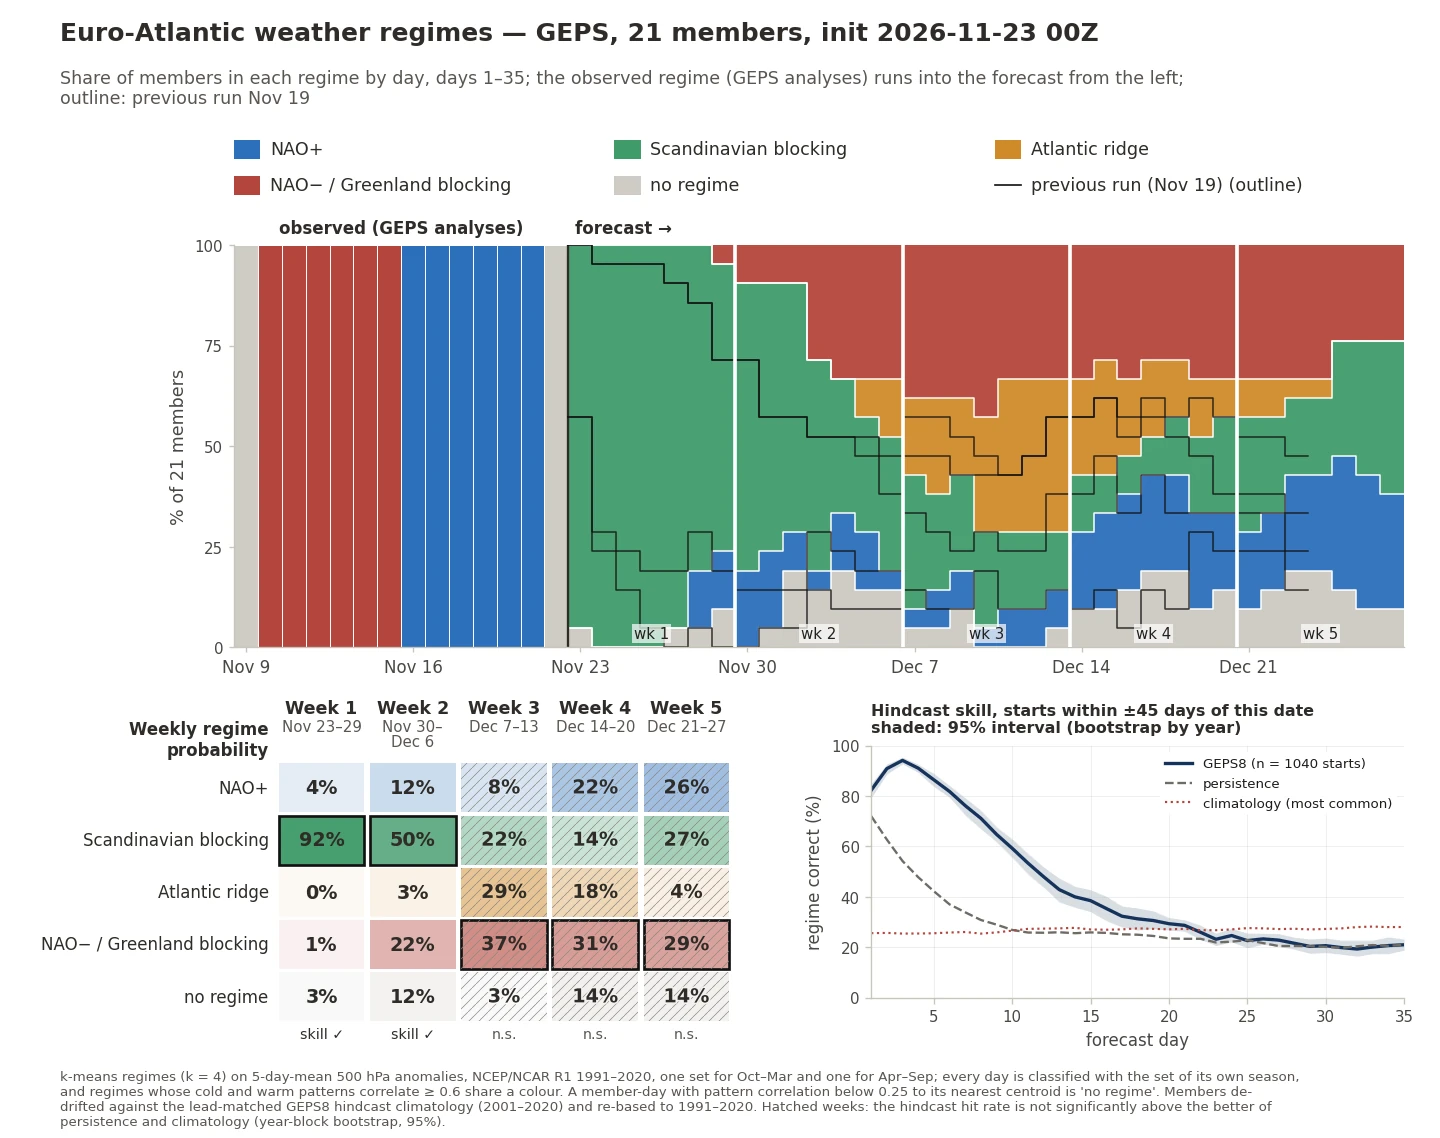 Euro-Atlantic weather regimes — GEPS, 21 members, init 2026-11-23 00Z
Share of members in each regime by day, days 1–35; the observed regime (GEPS analyses) runs into the forecast from the left;
outline: previous run Nov 19
NAO+
Scandinavian blocking
Atlantic ridge
NAO− / Greenland blocking
no regime
previous run (Nov 19) (outline)
observed (GEPS analyses)
forecast →
100
75
50
25
0
% of 21 members
wk 1
wk 2
wk 3
wk 4
wk 5
Nov 9
Nov 16
Nov 23
Nov 30
Dec 7
Dec 14
Dec 21
Weekly regime
probability
Week 1
Nov 23–29
Week 2
Nov 30–
Dec 6
Week 3
Dec 7–13
Week 4
Dec 14–20
Week 5
Dec 21–27
NAO+ 4% 12% 8% 22% 26%
Scandinavian blocking 92% 50% 22% 14% 27%
Atlantic ridge 0% 3% 29% 18% 4%
NAO− / Greenland blocking 1% 22% 37% 31% 29%
no regime 3% 12% 3% 14% 14%
skill ✓ skill ✓ n.s. n.s. n.s.
Hindcast skill, starts within ±45 days of this date
shaded: 95% interval (bootstrap by year)
100
80
60
40
20
0
regime correct (%)
GEPS8 (n = 1040 starts)
persistence
climatology (most common)
5
10
15
20
25
30
35
forecast day
k-means regimes (k = 4) on 5-day-mean 500 hPa anomalies, NCEP/NCAR R1 1991–2020, one set for Oct–Mar and one for Apr–Sep; every day is classified with the set of its own season,
and regimes whose cold and warm patterns correlate ≥ 0.6 share a colour. A member-day with pattern correlation below 0.25 to its nearest centroid is 'no regime'. Members de-
drifted against the lead-matched GEPS8 hindcast climatology (2001–2020) and re-based to 1991–2020. Hatched weeks: the hindcast hit rate is not significantly above the better of
persistence and climatology (year-block bootstrap, 95%).